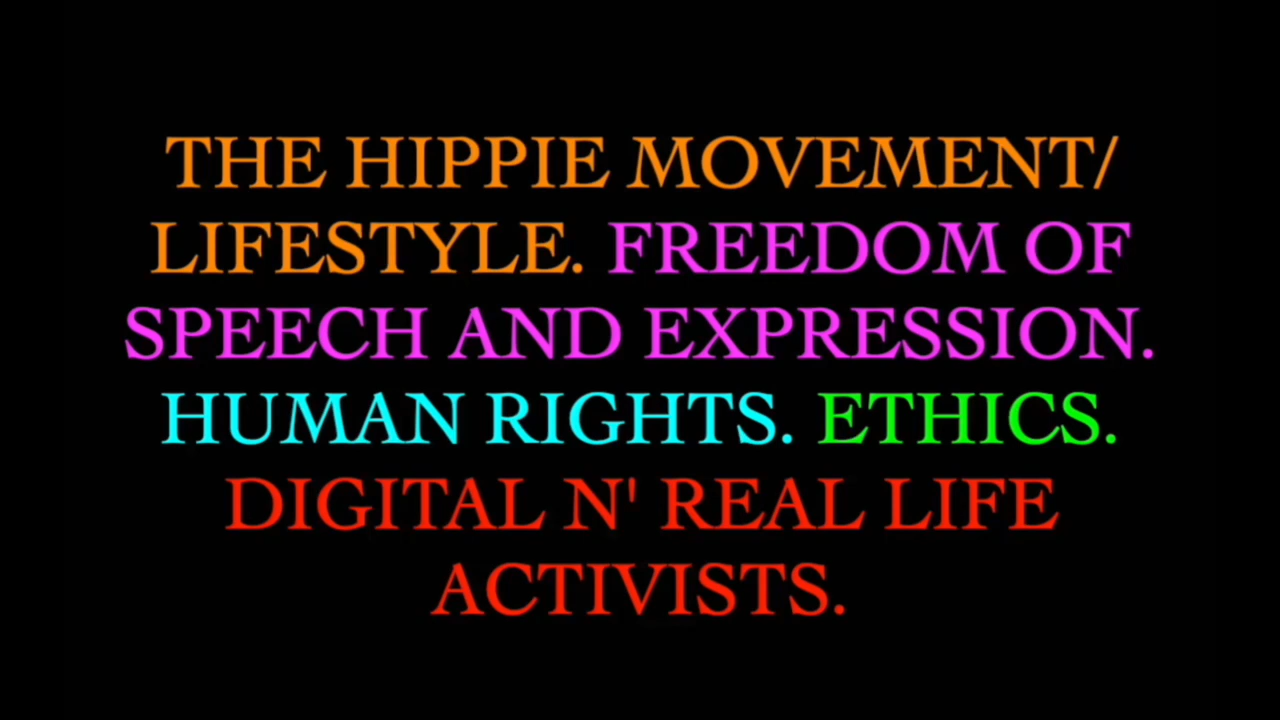 THE HIPPIE MOVEMENT/
LIFESTYLE. FREEDOM OF
SPEECH AND EXPRESSION.
HUMAN RIGHTS. ETHICS.
DIGITAL N' REAL LIFE
ACTIVISTS.